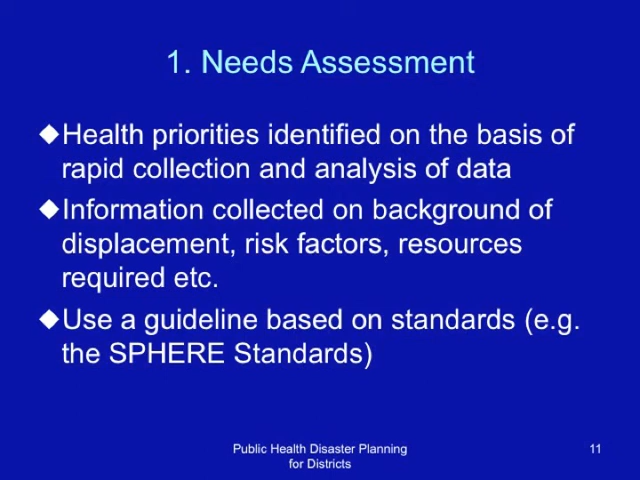 1. Needs Assessment
◆Health priorities identified on the basis of
rapid collection and analysis of data
◆Information collected on background of
displacement, risk factors, resources
required etc.
◆Use a guideline based on standards (e.g.
the SPHERE Standards)
Public Health Disaster Planning
for Districts
11